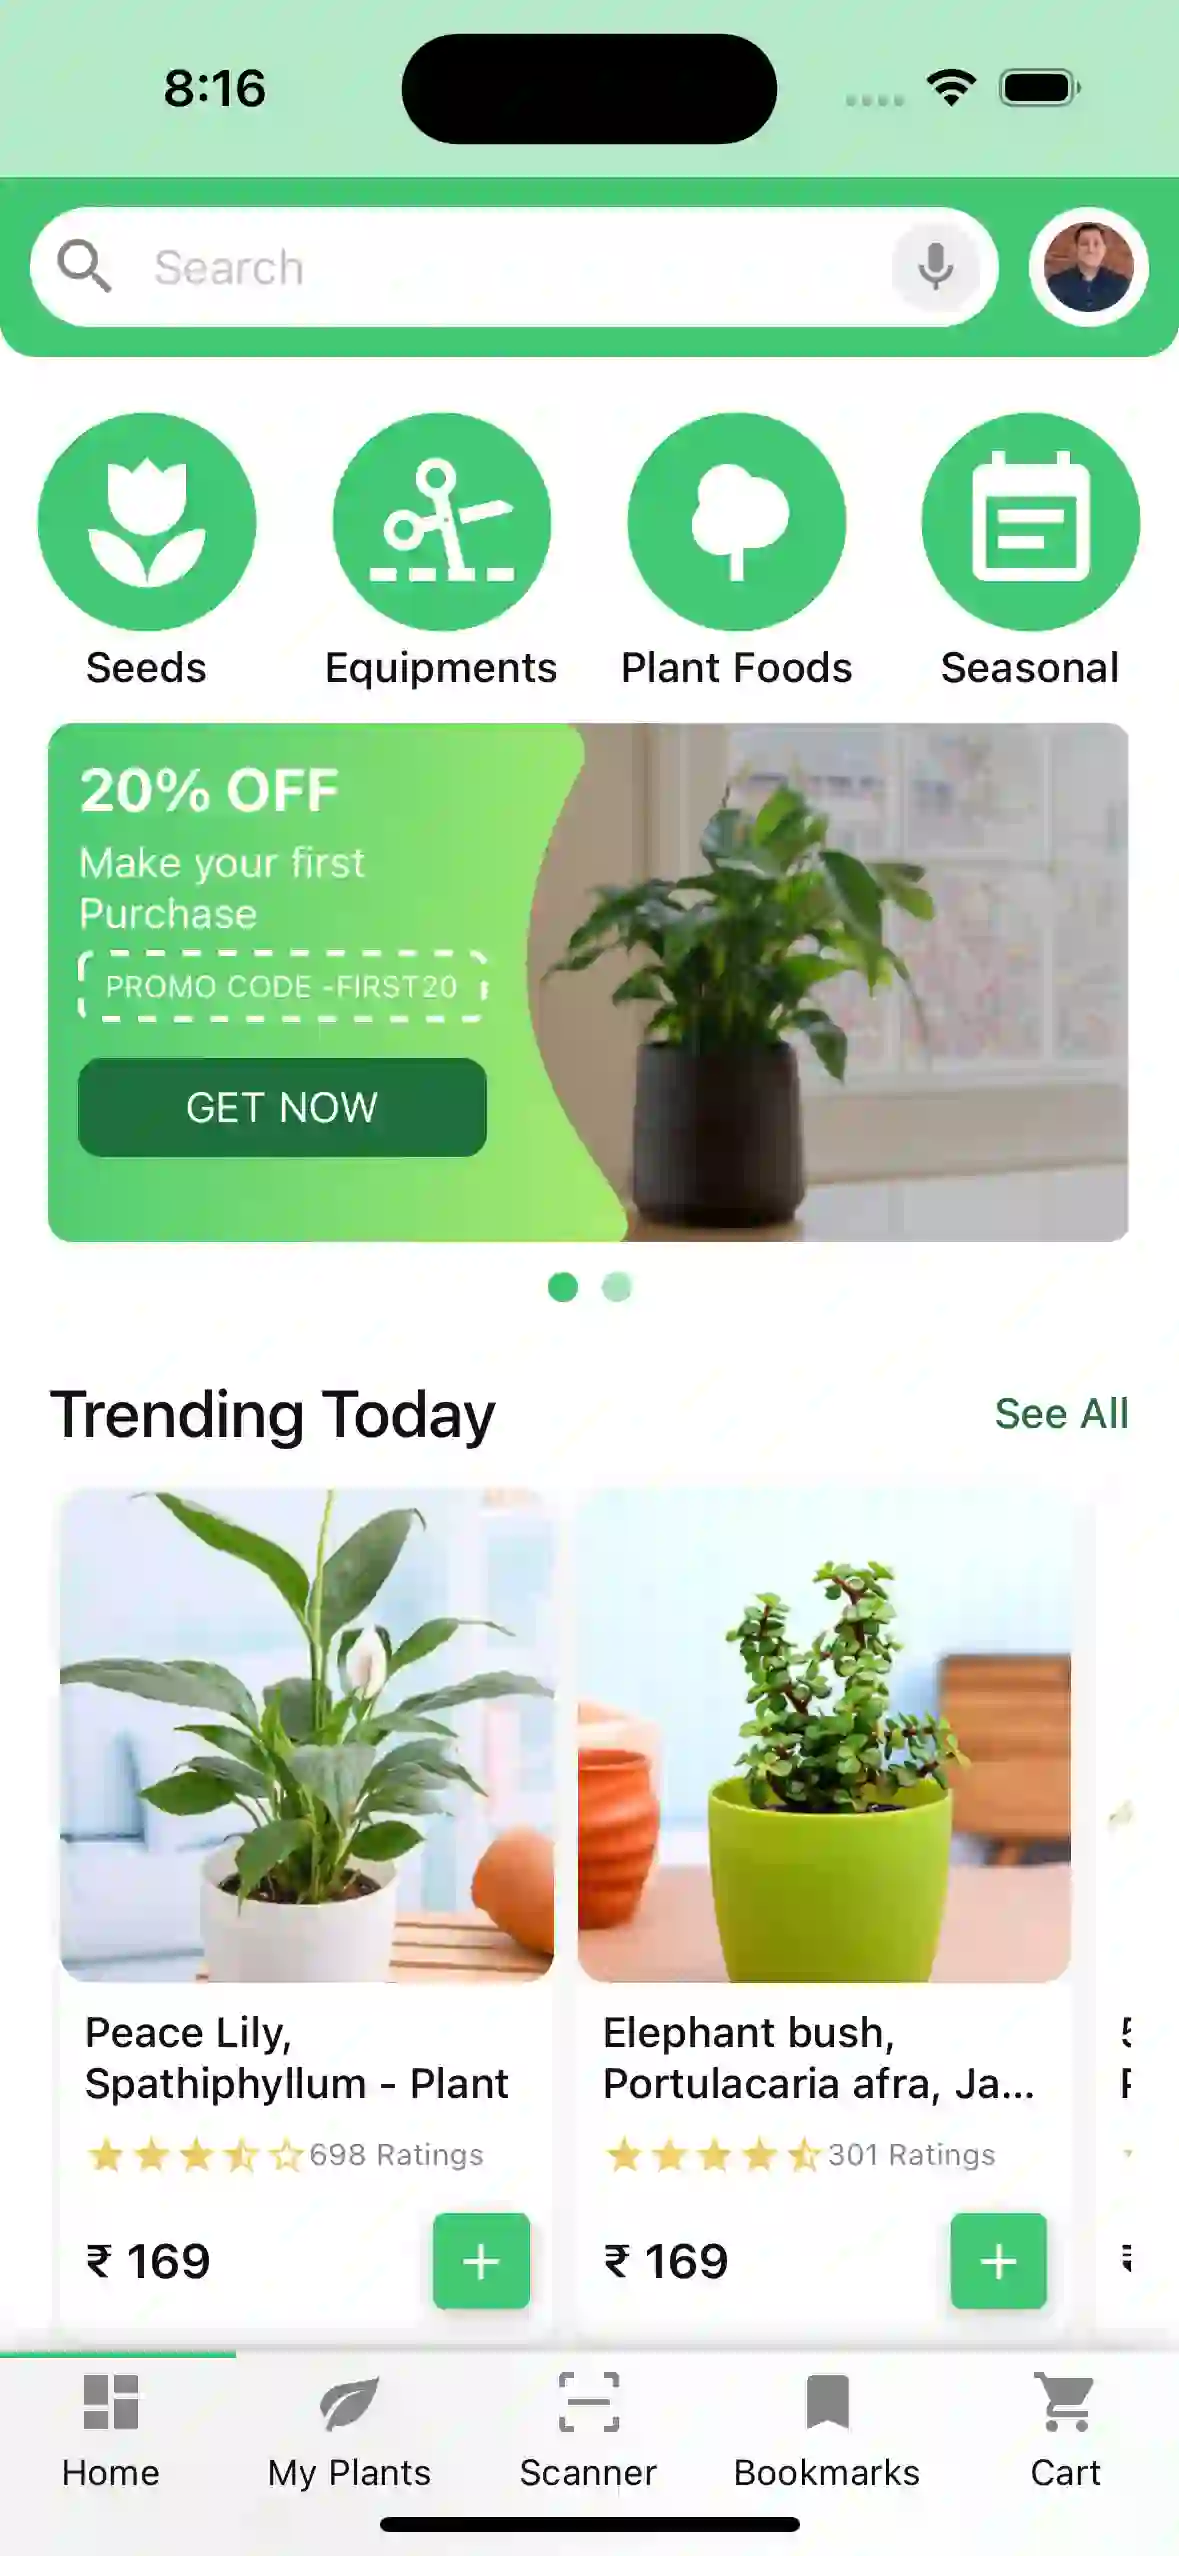 8:16
Search
Seeds
Equipments
Plant Foods
Seasonal
20% OFF
Make your first
Purchase
PROMO CODE -FIRST20
GET NOW
Trending Today
See All
Peace Lily,
Spathiphyllum - Plant
698 Ratings
₹ 169
+
Elephant bush,
Portulacaria afra, Ja...
301 Ratings
₹ 169
+
Home
My Plants
Scanner
Bookmarks
Cart